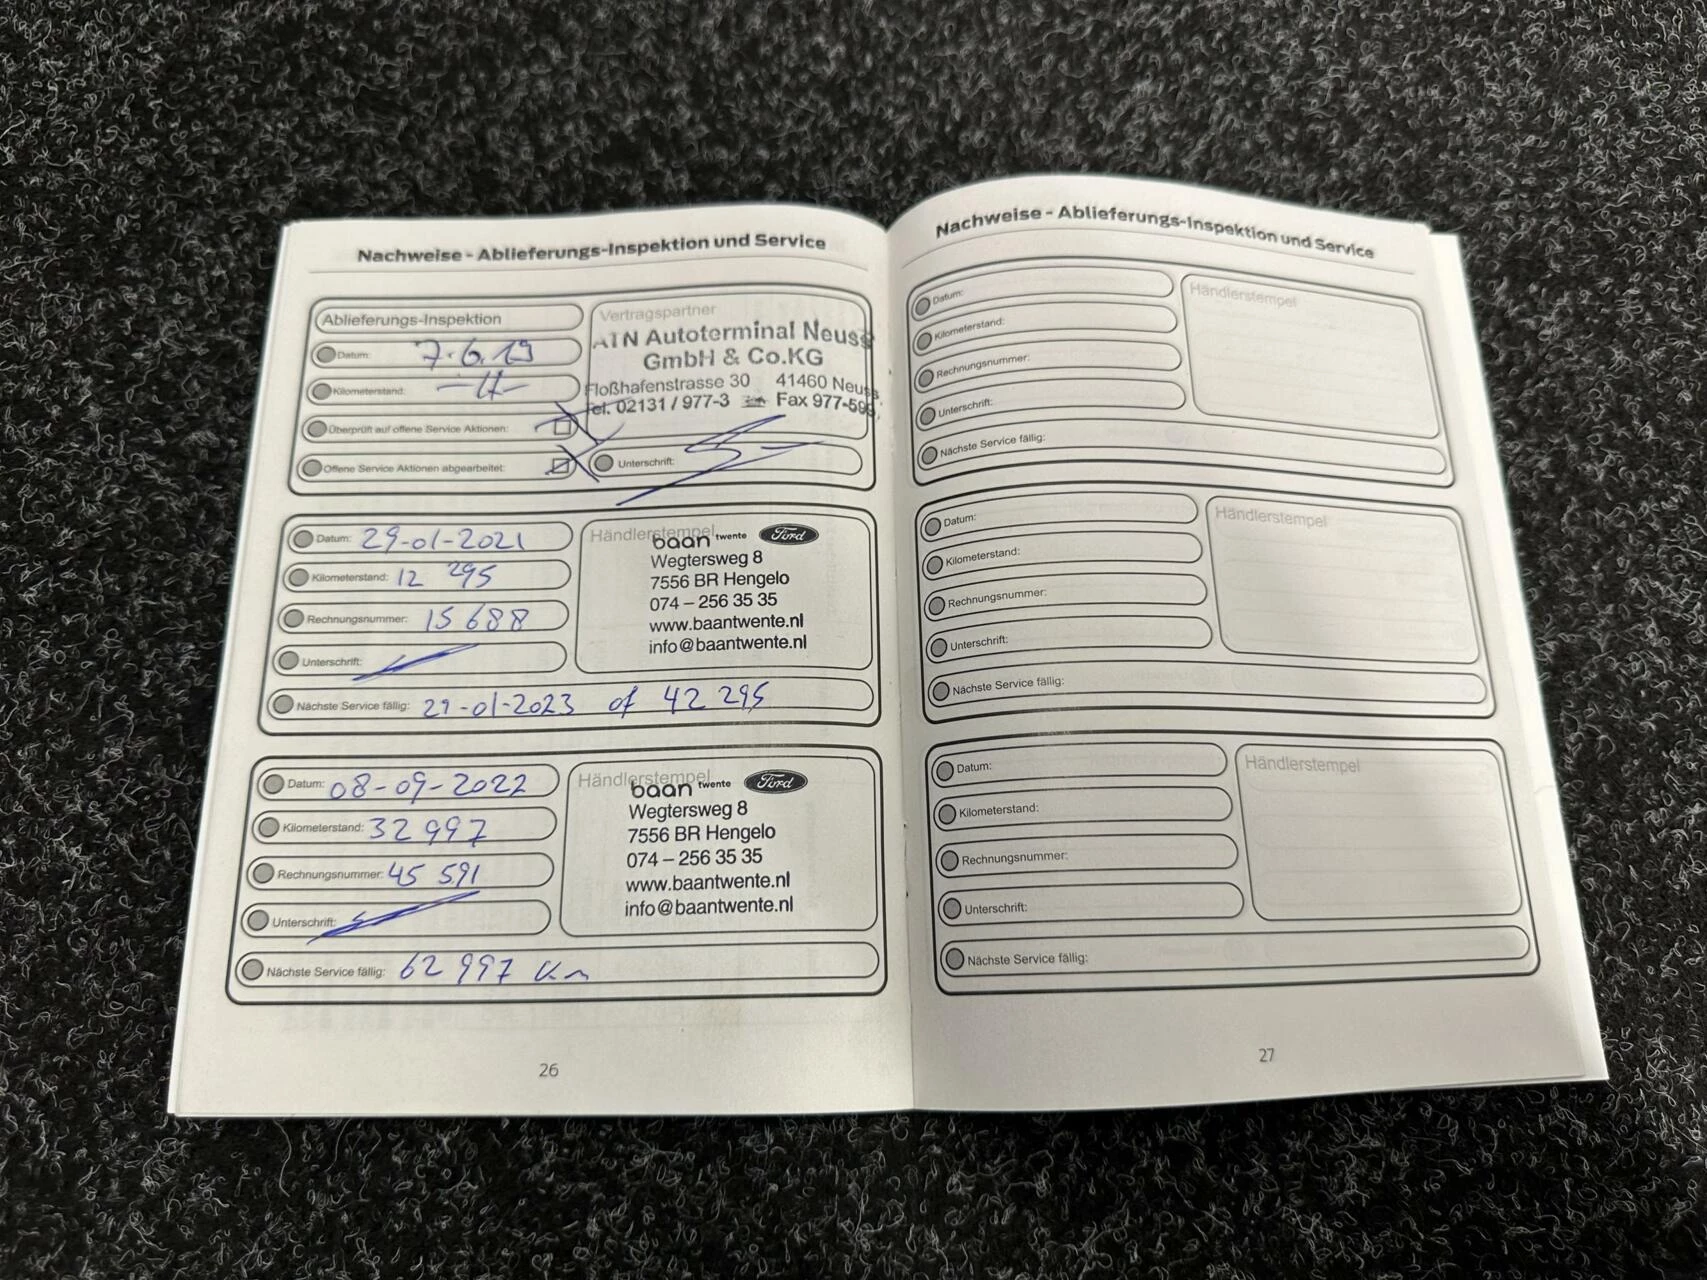 Nachweise - Ablieferungs-Inspektion und Service
Ablieferungs-Inspektion
Datum: 7.6.19
Kilometerstand:
Überprüft auf offene Service Aktionen:
Offene Service Aktionen abgearbeitet:
Vertragspartner
ATN Autoterminal Neuss
GmbH & Co.KG
Floßhafenstrasse 30 41460 Neuss
Tel. 02131 / 977-3 Fax 977-599
Unterschrift:
Datum: 29-01-2021
Kilometerstand: 12 295
Rechnungsnummer: 15 688
Unterschrift:
Händlerstempel
baan twente Ford
Wegtersweg 8
7556 BR Hengelo
074 – 256 35 35
www.baantwente.nl
info@baantwente.nl
Nächste Service fällig: 29-01-2023 of 42 295
Datum: 08-09-2022
Kilometerstand: 32 997
Rechnungsnummer: 45 591
Unterschrift:
Händlerstempel
baan twente Ford
Wegtersweg 8
7556 BR Hengelo
074 – 256 35 35
www.baantwente.nl
info@baantwente.nl
Nächste Service fällig: 62 997 Km
26
Nachweise - Ablieferungs-Inspektion und Service
Datum:
Kilometerstand:
Rechnungsnummer:
Unterschrift:
Händlerstempel
Nächste Service fällig:
Datum:
Kilometerstand:
Rechnungsnummer:
Unterschrift:
Händlerstempel
Nächste Service fällig:
Datum:
Kilometerstand:
Rechnungsnummer:
Unterschrift:
Händlerstempel
Nächste Service fällig:
27